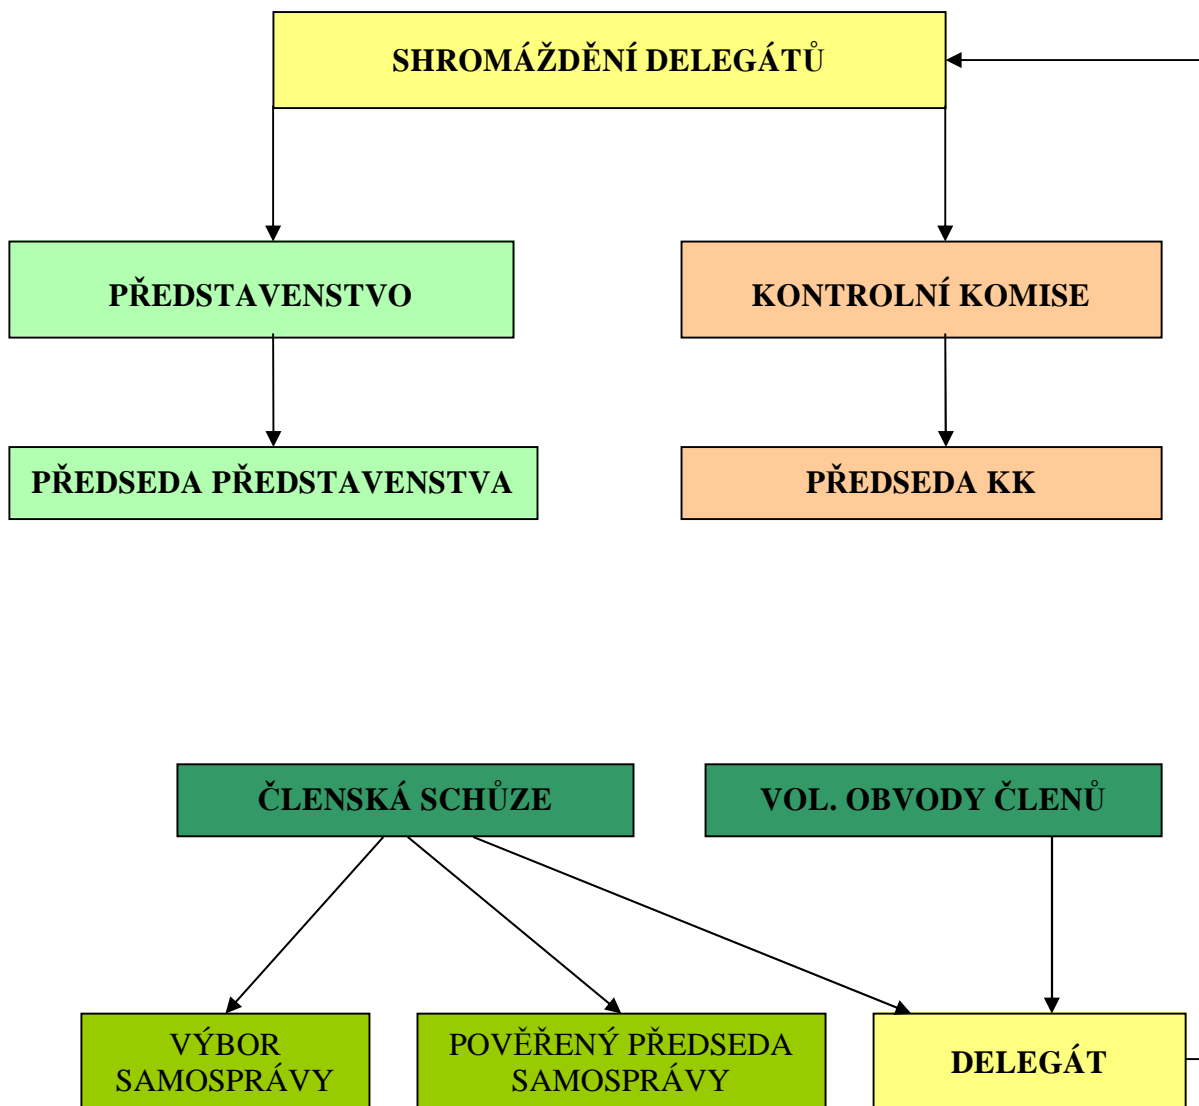 SHROMÁŽDĚNÍ DELEGÁTŮ
PŘEDSTAVENSTVO
KONTROLNÍ KOMISE
PŘEDSEDA PŘEDSTAVENSTVA
PŘEDSEDA KK
ČLENSKÁ SCHŮZE
VOL. OBVODY ČLENŮ
VÝBOR
SAMOSPRÁVY
POVĚŘENÝ PŘEDSEDA
SAMOSPRÁVY
DELEGÁT